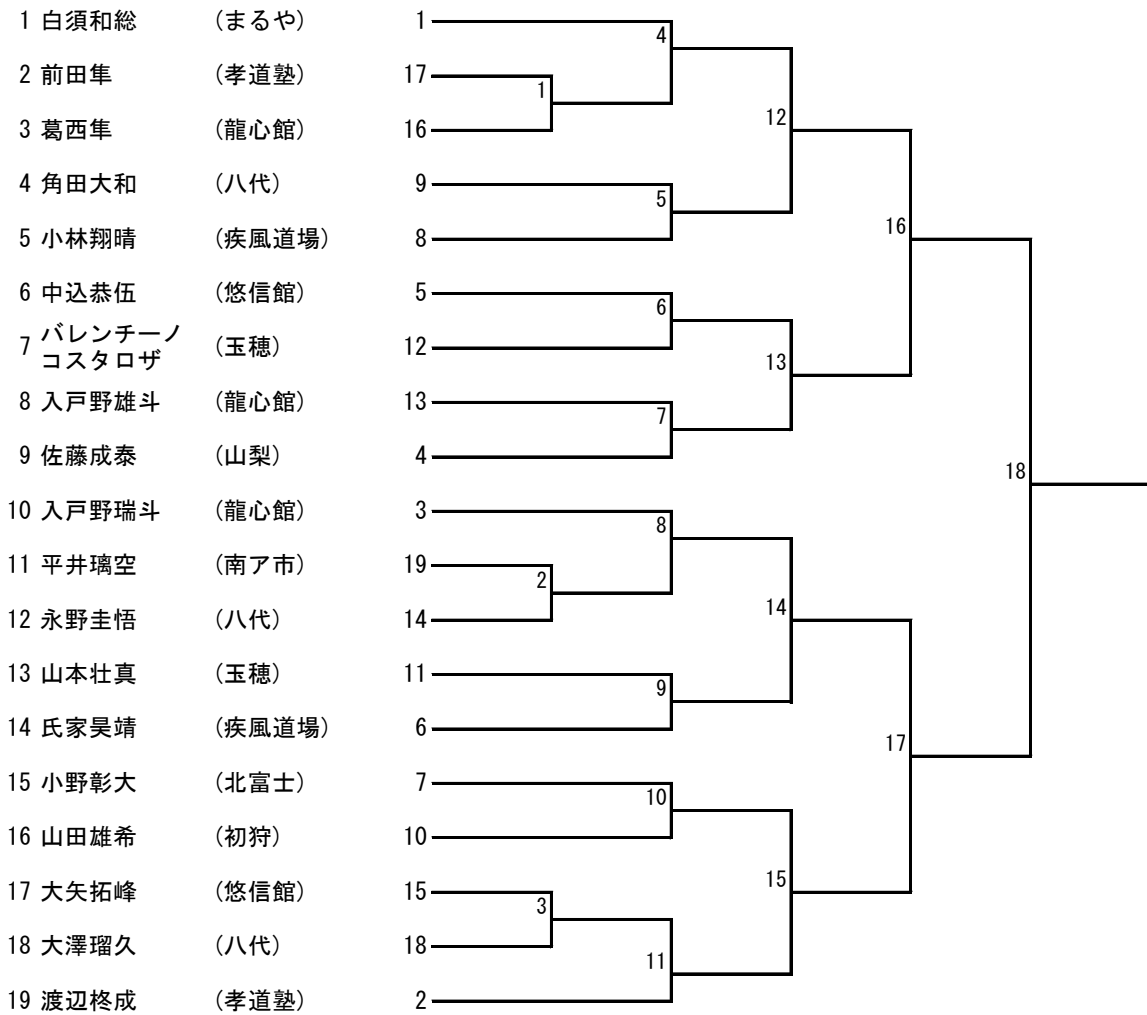 1 白須和総 (まるや) 1
4
2 前田隼 (孝道塾) 17
1
12
3 葛西隼 (龍心館) 16
4 角田大和 (八代) 9
5
16
5 小林翔晴 (疾風道場) 8
6 中込恭伍 (悠信館) 5
6
7 バレンチーノ
コスタロザ (玉穂) 12
13
8 入戸野雄斗 (龍心館) 13
7
9 佐藤成泰 (山梨) 4
18
10 入戸野瑞斗 (龍心館) 3
8
11 平井璃空 (南ア市) 19
2
14
12 永野圭悟 (八代) 14
13 山本壮真 (玉穂) 11
9
14 氏家昊靖 (疾風道場) 6
17
15 小野彰大 (北富士) 7
10
16 山田雄希 (初狩) 10
15
17 大矢拓峰 (悠信館) 15
3
18 大澤瑠久 (八代) 18
11
19 渡辺柊成 (孝道塾) 2